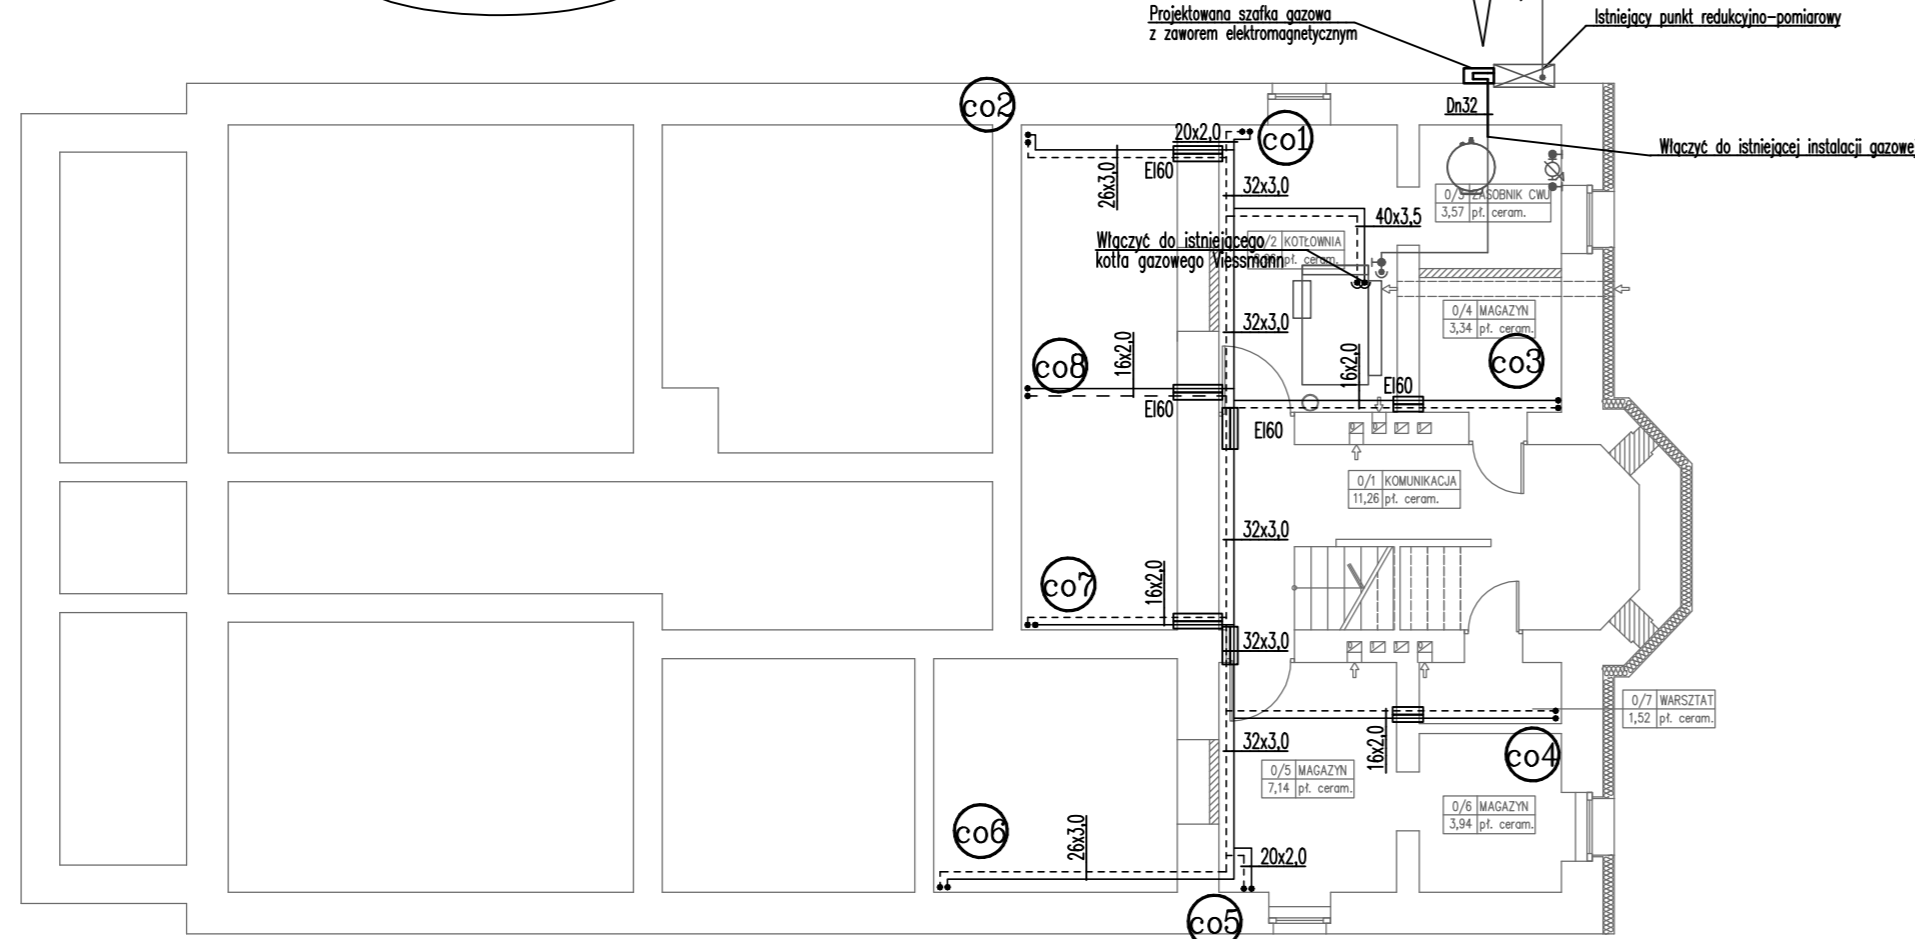 Projektowana szafka gazowa
z zaworem elektromagnetycznym
Istniejący punkt redukcyjno-pomiarowy
Dn32
Włączyć do istniejącej instalacji gazowej
co2
co1
20x2,0
EI60
26x3,0
32x3,0
40x3,5
0/3 ZASOBNIK CWU
3,57 pł. ceram.
Włączyć do istniejącego
kotła gazowego Viessmann
0/2 KOTŁOWNIA
pł. ceram.
0/4 MAGAZYN
3,34 pł. ceram.
32x3,0
co8
16x2,0
16x2,0
co3
EI60
EI60
EI60
0/1 KOMUNIKACJA
11,26 pł. ceram.
32x3,0
co7
16x2,0
32x3,0
0/7 WARSZTAT
1,52 pł. ceram.
32x3,0
16x2,0
co4
0/5 MAGAZYN
7,14 pł. ceram.
0/6 MAGAZYN
3,94 pł. ceram.
co6
26x3,0
20x2,0
co5